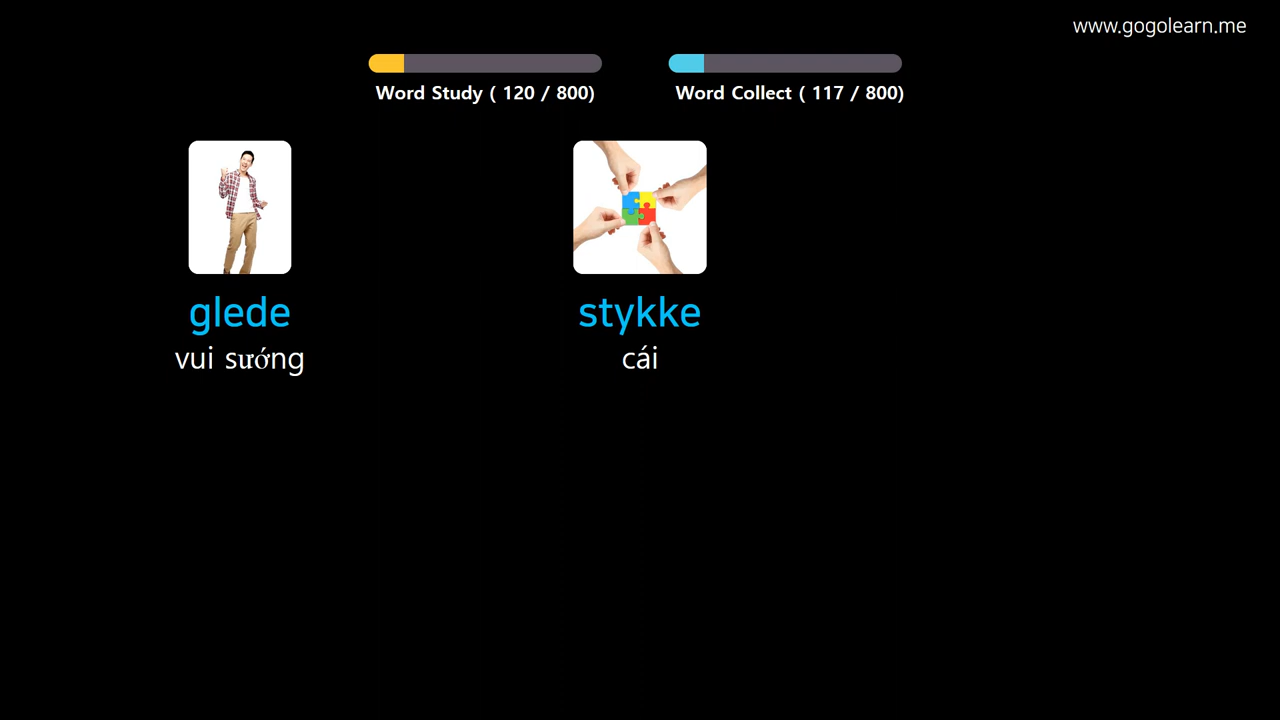 www.gogolearn.me
Word Study ( 120 / 800)
Word Collect ( 117 / 800)
glede
vui sướng
stykke
cái